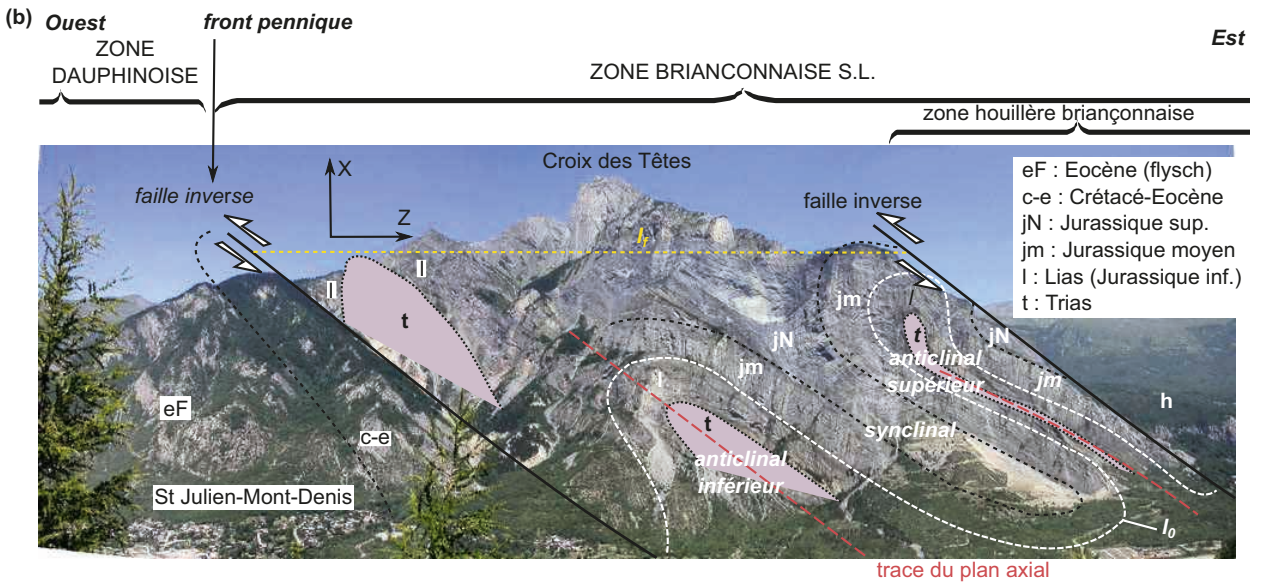 (b)
Ouest
front pennique
Est
ZONE
DAUPHINOISE
ZONE BRIANCONNAISE S.L.
zone houillère briançonnaise
Croix des Têtes
X
Z
faille inverse
faille inverse
eF : Eocène (flysch)
c-e : Crétacé-Eocène
jN : Jurassique sup.
jm : Jurassique moyen
l : Lias (Jurassique inf.)
t : Trias
lf
l
l
t
jm
jN
jm
jN
t
anticlinal
supérieur
jm
l
t
anticlinal
inférieur
synclinal
h
eF
c-e
St Julien-Mont-Denis
l0
trace du plan axial